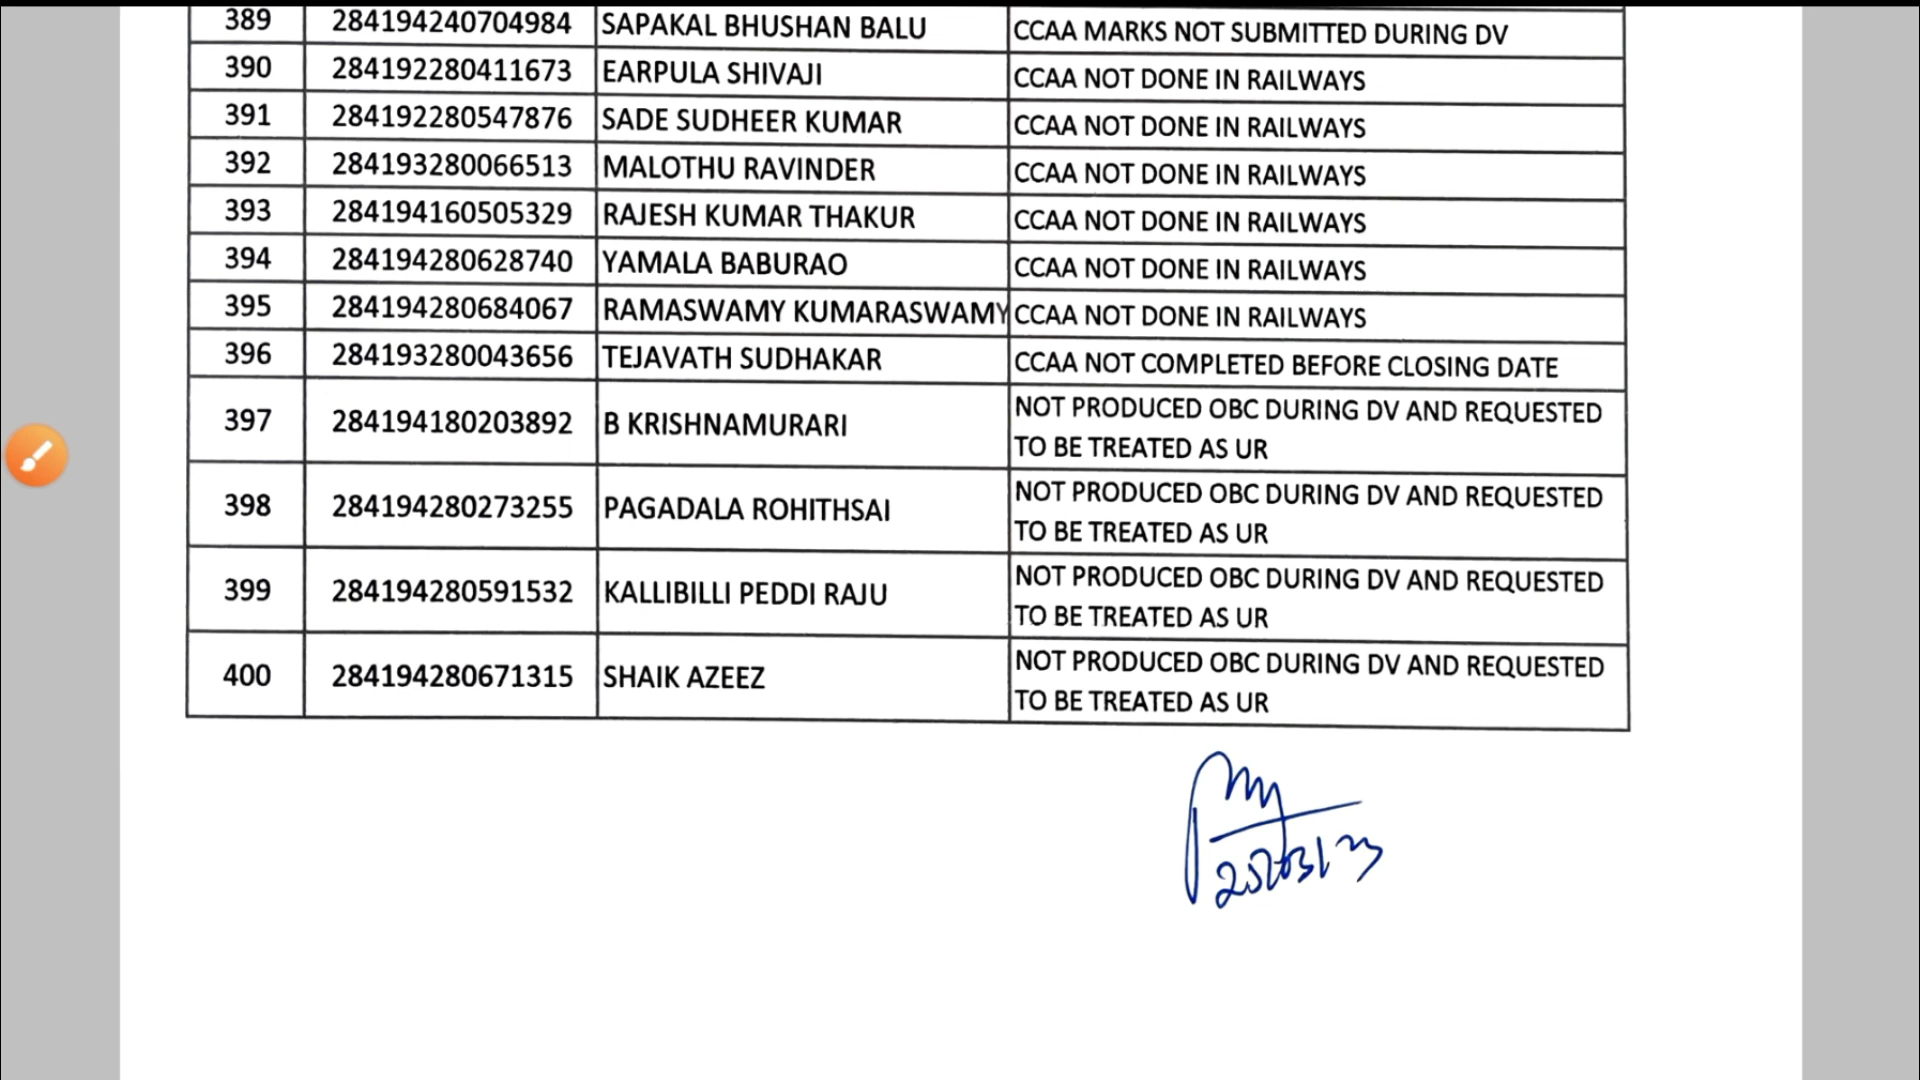 389 284194240704984 SAPAKAL BHUSHAN BALU CCAA MARKS NOT SUBMITTED DURING DV
390 284192280411673 EARPULA SHIVAJI CCAA NOT DONE IN RAILWAYS
391 284192280547876 SADE SUDHEER KUMAR CCAA NOT DONE IN RAILWAYS
392 284193280066513 MALOTHU RAVINDER CCAA NOT DONE IN RAILWAYS
393 284194160505329 RAJESH KUMAR THAKUR CCAA NOT DONE IN RAILWAYS
394 284194280628740 YAMALA BABURAO CCAA NOT DONE IN RAILWAYS
395 284194280684067 RAMASWAMY KUMARASWAMY CCAA NOT DONE IN RAILWAYS
396 284193280043656 TEJAVATH SUDHAKAR CCAA NOT COMPLETED BEFORE CLOSING DATE
397 284194180203892 B KRISHNAMURARI NOT PRODUCED OBC DURING DV AND REQUESTED
TO BE TREATED AS UR
398 284194280273255 PAGADALA ROHITHSAI NOT PRODUCED OBC DURING DV AND REQUESTED
TO BE TREATED AS UR
399 284194280591532 KALLIBILLI PEDDI RAJU NOT PRODUCED OBC DURING DV AND REQUESTED
TO BE TREATED AS UR
400 284194280671315 SHAIK AZEEZ NOT PRODUCED OBC DURING DV AND REQUESTED
TO BE TREATED AS UR